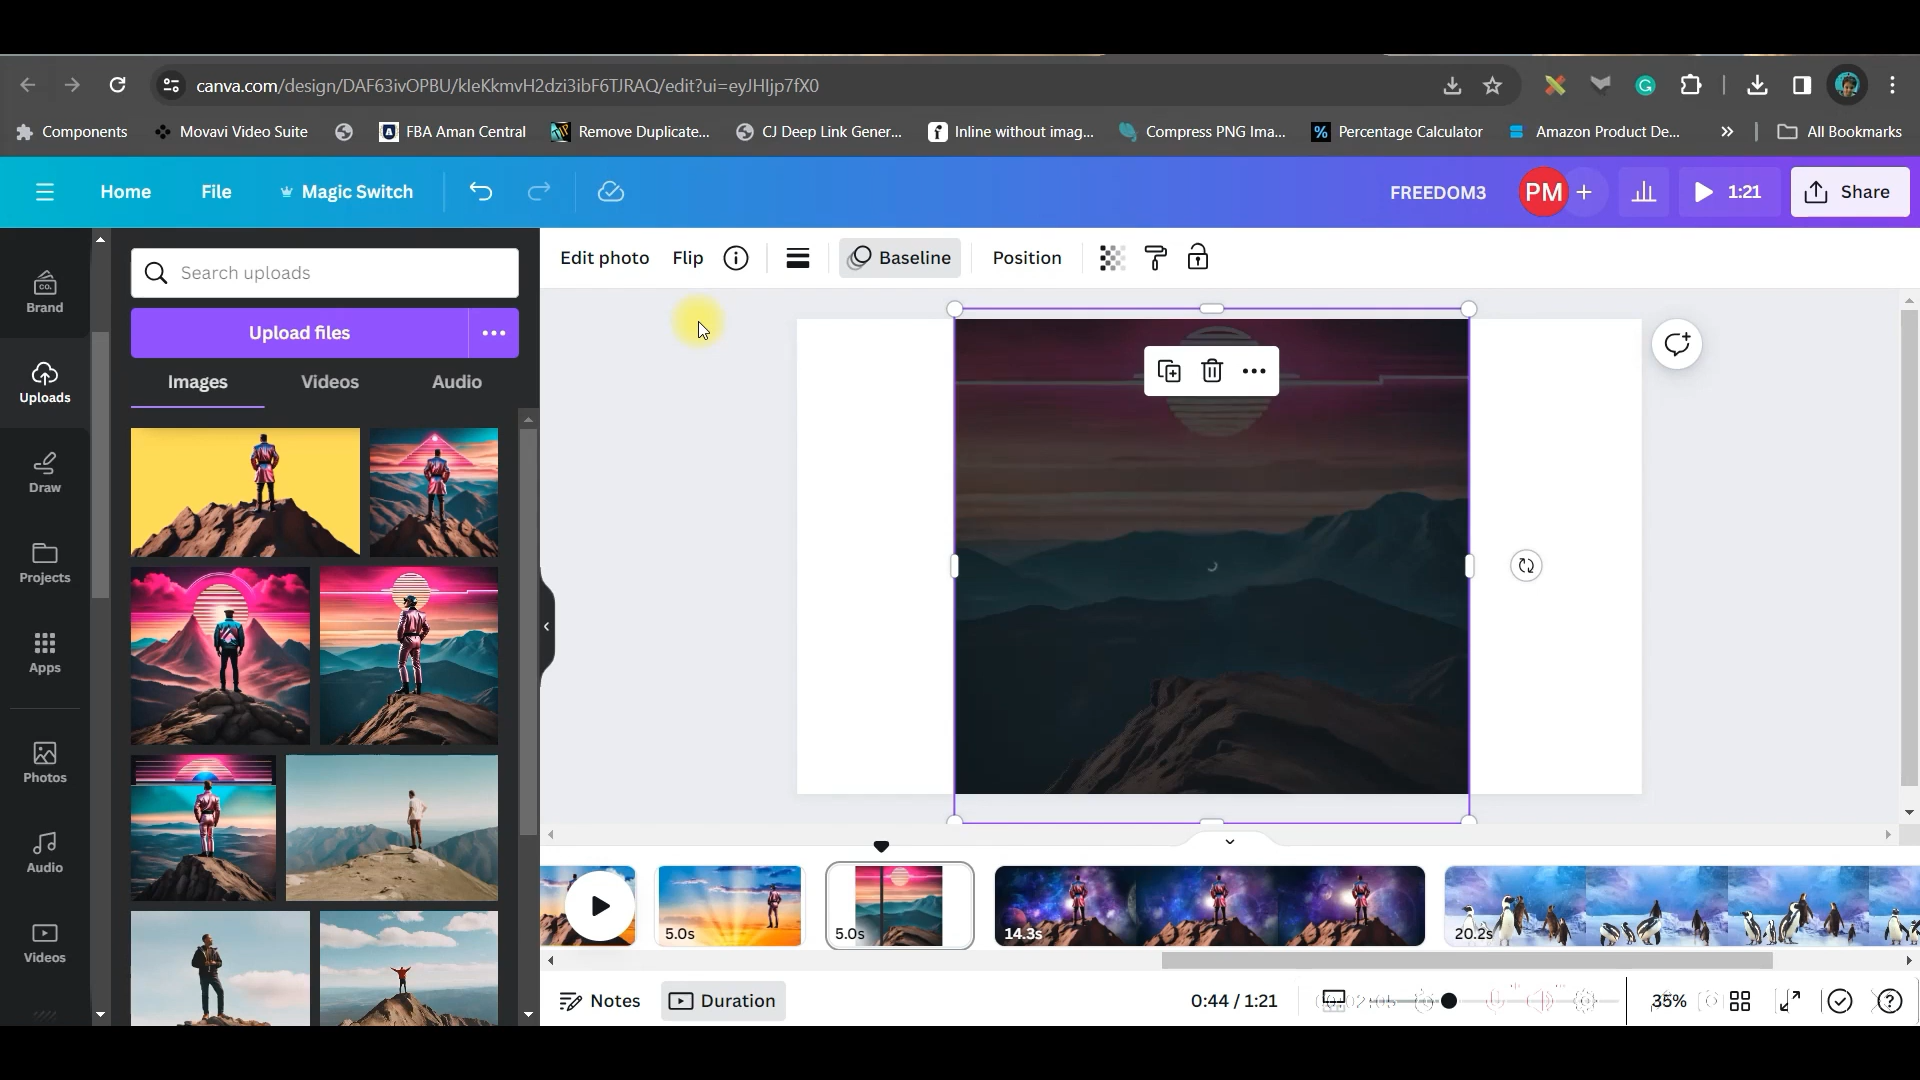 canva.com/design/DAF63ivOPBU/kIeKkmvH2dzi3ibF6TJRAQ/edit?ui=eyJHIjp7fX0
Components
Movavi Video Suite
FBA Aman Central
Remove Duplicate...
CJ Deep Link Gener...
Inline without imag...
Compress PNG Ima...
Percentage Calculator
Amazon Product De...
All Bookmarks
Home
File
Magic Switch
FREEDOM3
PM
1:21
Share
Brand
Uploads
Draw
Projects
Apps
Photos
Audio
Videos
Search uploads
Upload files
Images
Videos
Audio
Edit photo
Flip
Baseline
Position
5.0s
5.0s
14.3s
20.2s
Notes
Duration
0:44 / 1:21
35%